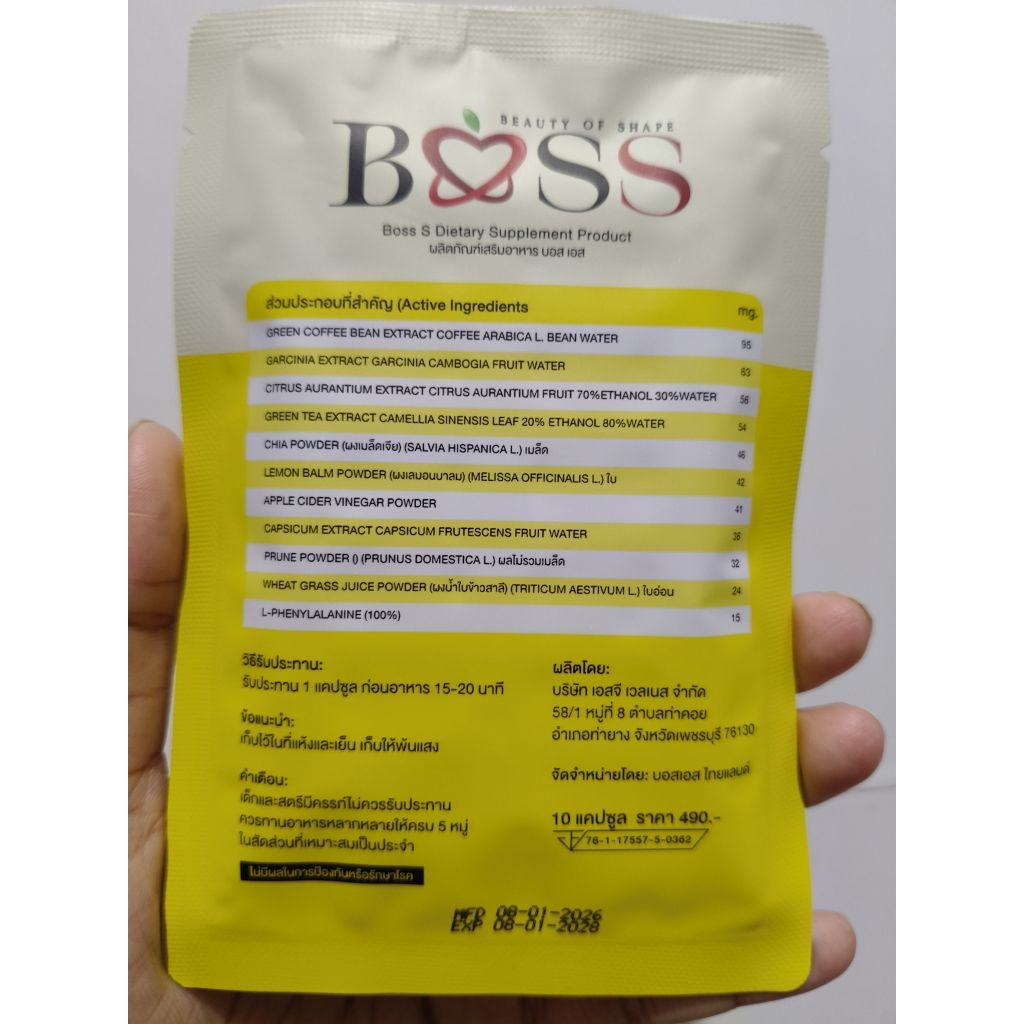 BEAUTY OF SHAPE
BOSS
Boss S Dietary Supplement Product
ผลิตภัณฑ์เสริมอาหาร บอส เอส
ส่วนประกอบที่สำคัญ (Active Ingredients mg.
GREEN COFFEE BEAN EXTRACT COFFEE ARABICA L. BEAN WATER 95
GARCINIA EXTRACT GARCINIA CAMBOGIA FRUIT WATER 63
CITRUS AURANTIUM EXTRACT CITRUS AURANTIUM FRUIT 70%ETHANOL 30%WATER 56
GREEN TEA EXTRACT CAMELLIA SINENSIS LEAF 20% ETHANOL 80%WATER 54
CHIA POWDER (ผงเมล็ดเจีย) (SALVIA HISPANICA L.) เมล็ด 46
LEMON BALM POWDER (ผงเลมอนบาลม) (MELISSA OFFICINALIS L.) ใบ 42
APPLE CIDER VINEGAR POWDER 41
CAPSICUM EXTRACT CAPSICUM FRUTESCENS FRUIT WATER 36
PRUNE POWDER () (PRUNUS DOMESTICA L.) ผลไม่รวมเมล็ด 32
WHEAT GRASS JUICE POWDER (ผงน้ำใบข้าวสาลี) (TRITICUM AESTIVUM L.) ใบอ่อน 24
L-PHENYLALANINE (100%) 15
วิธีรับประทาน:
รับประทาน 1 แคปซูล ก่อนอาหาร 15-20 นาที
ข้อแนะนำ:
เก็บไว้ในที่แห้งและเย็น เก็บให้พ้นแสง
คำเตือน:
เด็กและสตรีมีครรภ์ไม่ควรรับประทาน
ควรทานอาหารหลากหลายให้ครบ 5 หมู่
ในสัดส่วนที่เหมาะสมเป็นประจำ
ไม่มีผลในการป้องกันหรือรักษาโรค
ผลิตโดย:
บริษัท เอสจี เวลเนส จำกัด
58/1 หมู่ที่ 8 ตำบลท่าคอย
อำเภอท่ายาง จังหวัดเพชรบุรี 76130
จัดจำหน่ายโดย: บอสเอส ไทยแลนด์
10 แคปซูล ราคา 490.-
76-1-17557-5-0362
MFD 08-01-2026
EXP 08-01-2028